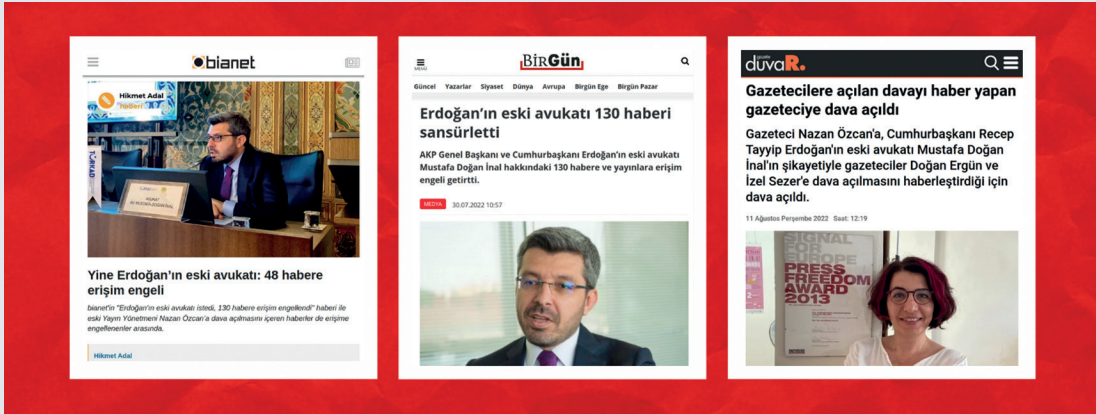 bianet
Hikmet Adal
haberi
TÜRKAD
Yine Erdoğan'ın eski avukatı: 48 habere
erişim engeli
bianet'in "Erdoğan'ın eski avukatı istedi, 130 habere erişim engellendi" haberi ile
eski Yayın Yönetmeni Nazan Özcan'a dava açılmasını içeren haberler de erişime
engellenenler arasında.
Hikmet Adal
MENÜ
BİRGÜN
Güncel Yazarlar Siyaset Dünya Avrupa Birgün Ege Birgün Pazar
Erdoğan'ın eski avukatı 130 haberi
sansürletti
AKP Genel Başkanı ve Cumhurbaşkanı Erdoğan'ın eski avukatı
Mustafa Doğan İnal hakkındaki 130 habere ve yayınlara erişim
engeli getirtti.
MEDYA 30.07.2022 10:57
gazete
duvaR.
Gazetecilere açılan davayı haber yapan
gazeteciye dava açıldı
Gazeteci Nazan Özcan'a, Cumhurbaşkanı Recep
Tayyip Erdoğan'ın eski avukatı Mustafa Doğan
İnal'ın şikayetiyle gazeteciler Doğan Ergün ve
İzel Sezer'e dava açılmasını haberleştirdiği için
dava açıldı.
11 Ağustos Perşembe 2022 Saat: 12:19
SIGNAL
FOR
EUROPE
PRESS
FREEDOM
AWARD
2013